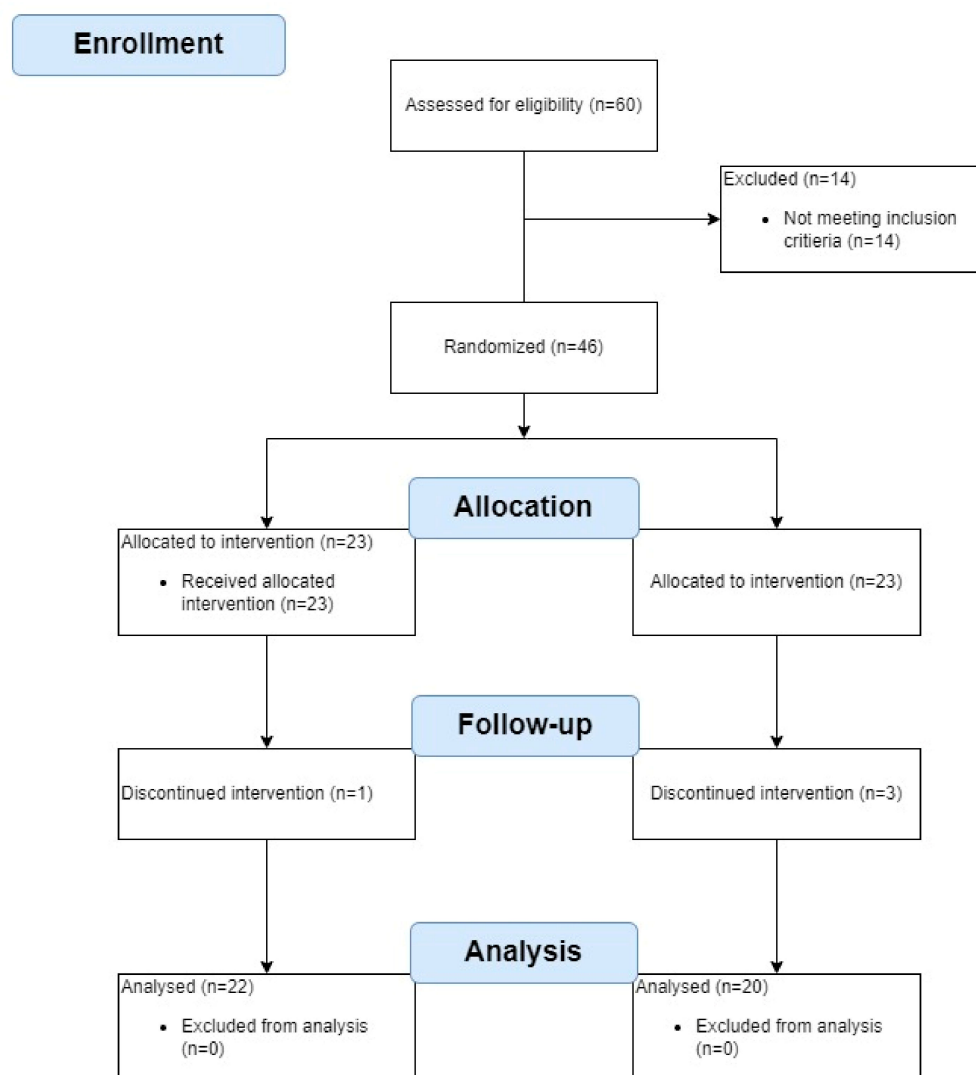 Enrollment
Assessed for eligibility (n=60)
Excluded (n=14)
• Not meeting inclusion
critieria (n=14)
Randomized (n=46)
Allocation
Allocated to intervention (n=23)
• Received allocated
intervention (n=23)
Allocated to intervention (n=23)
Follow-up
Discontinued intervention (n=1)
Discontinued intervention (n=3)
Analysis
Analysed (n=22)
• Excluded from analysis
(n=0)
Analysed (n=20)
• Excluded from analysis
(n=0)